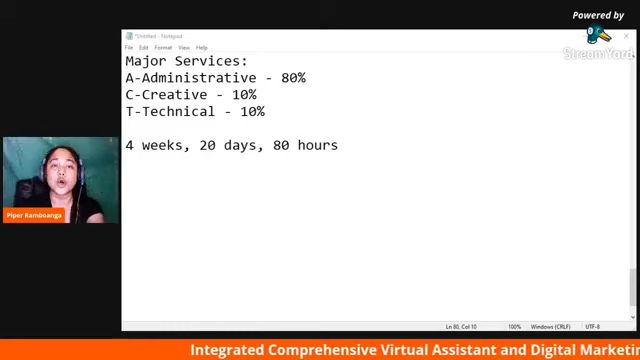 Powered by
StreamYard
*Untitled - Notepad
File Edit Format View Help
Major Services:
A-Administrative - 80%
C-Creative - 10%
T-Technical - 10%
4 weeks, 20 days, 80 hours
Piper Ramboanga
Ln 80, Col 10 100% Windows (CRLF) UTF-8
Integrated Comprehensive Virtual Assistant and Digital Marketin